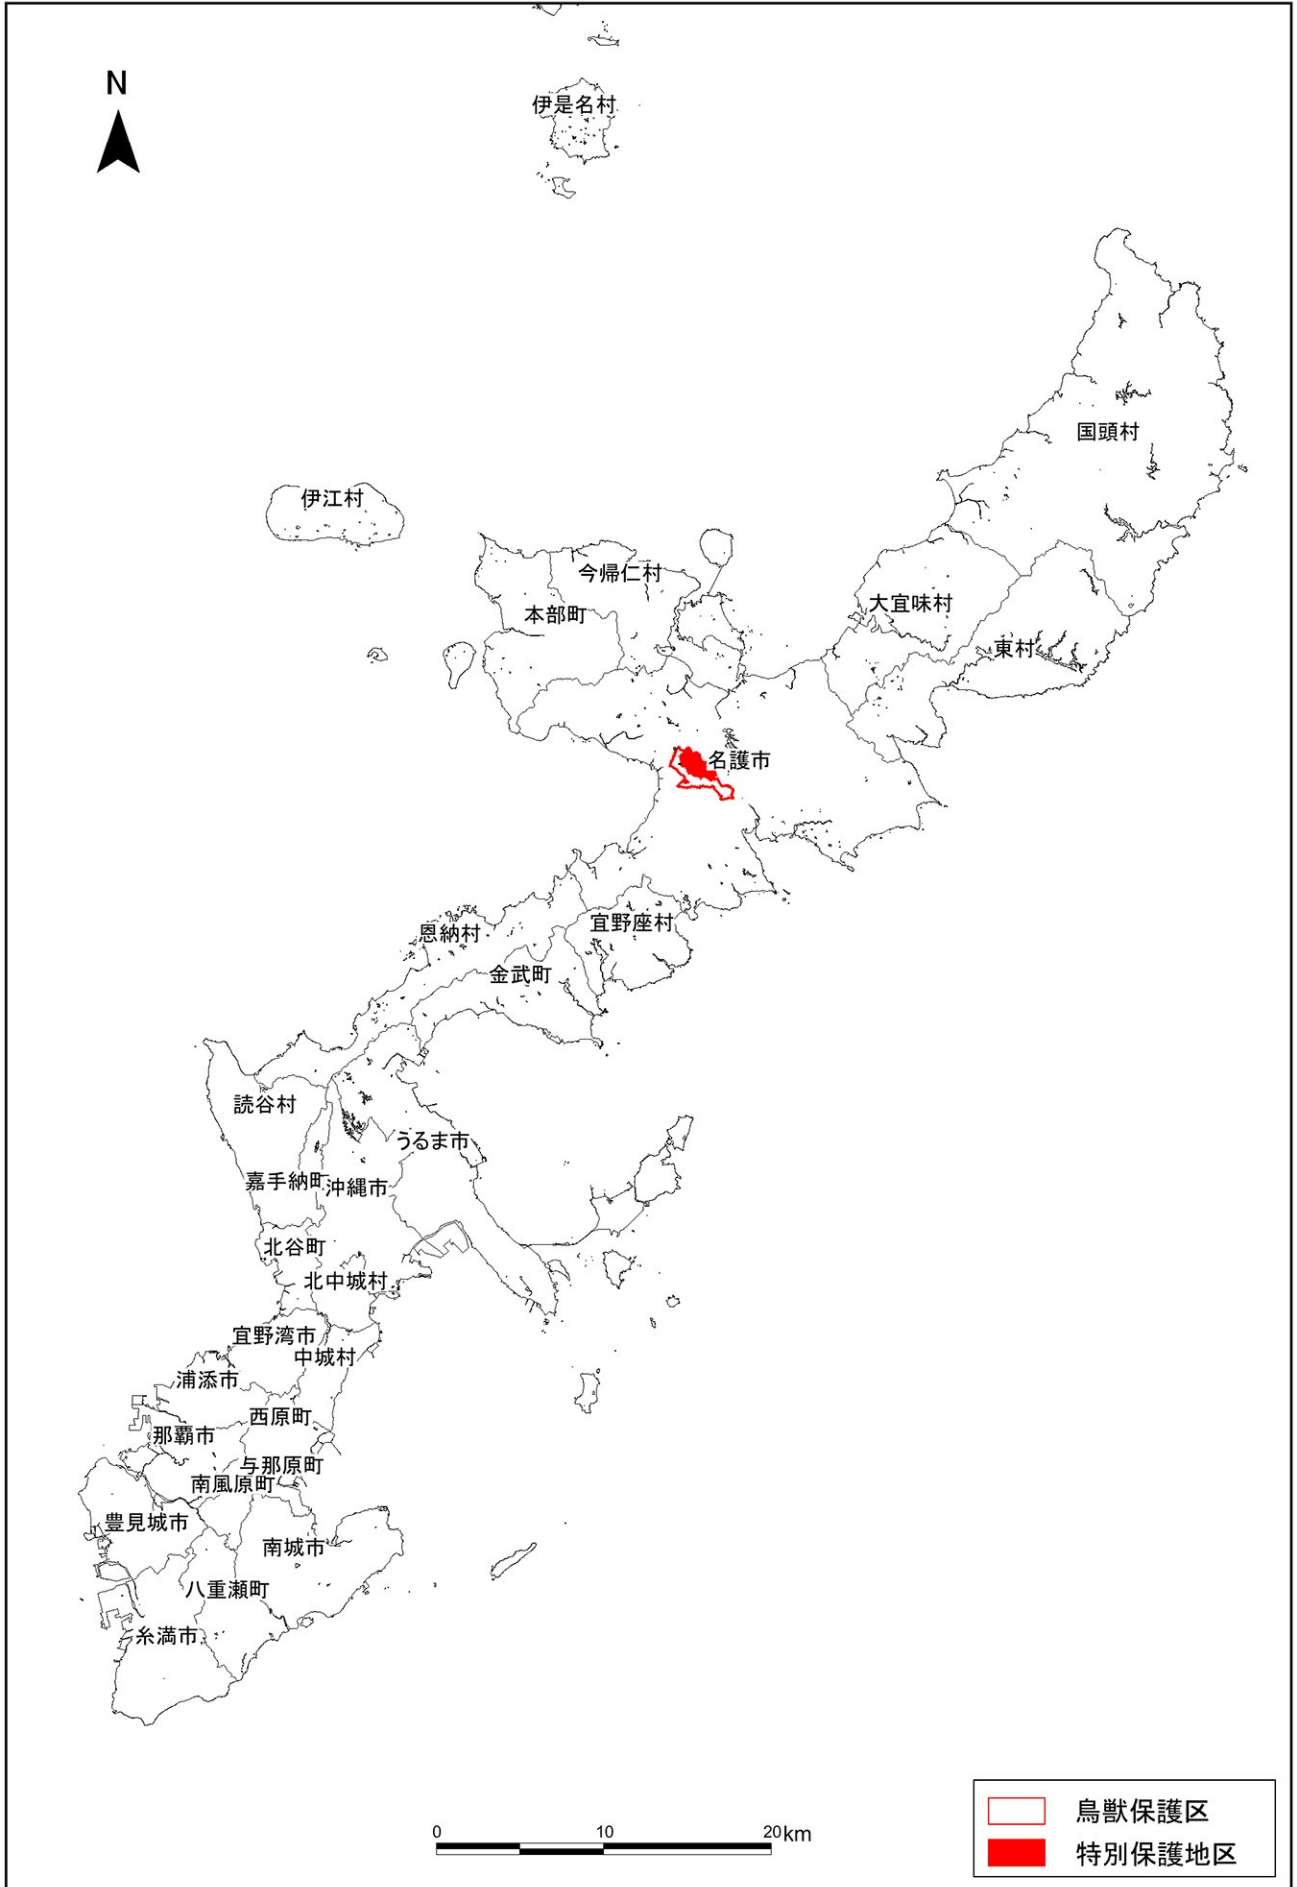 N
伊是名村
国頭村
伊江村
今帰仁村
本部町
大宜味村
東村
名護市
恩納村
宜野座村
金武町
読谷村
うるま市
嘉手納町
沖縄市
北谷町
北中城村
宜野湾市
中城村
浦添市
西原町
那覇市
与那原町
南風原町
豊見城市
南城市
八重瀬町
糸満市
0 10 20km
鳥獣保護区
特別保護地区